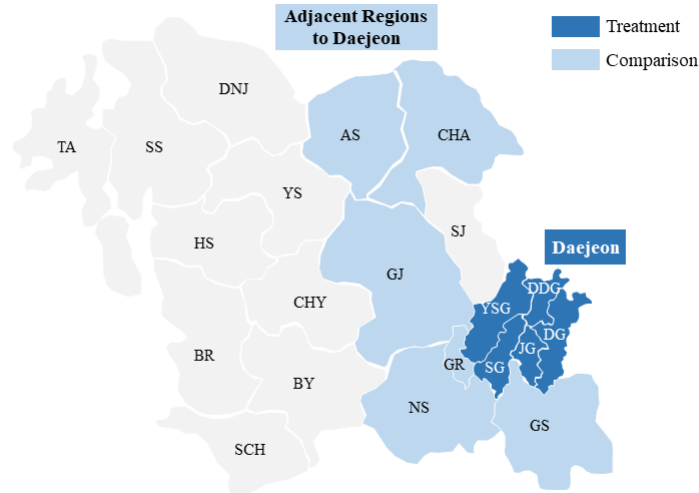 Adjacent Regions
to Daejeon
Treatment
Comparison
DNJ
AS
CHA
TA
SS
YS
SJ
HS
Daejeon
GJ
DDG
CHY
YSG
DG
JG
BR
GR
SG
BY
NS
GS
SCH